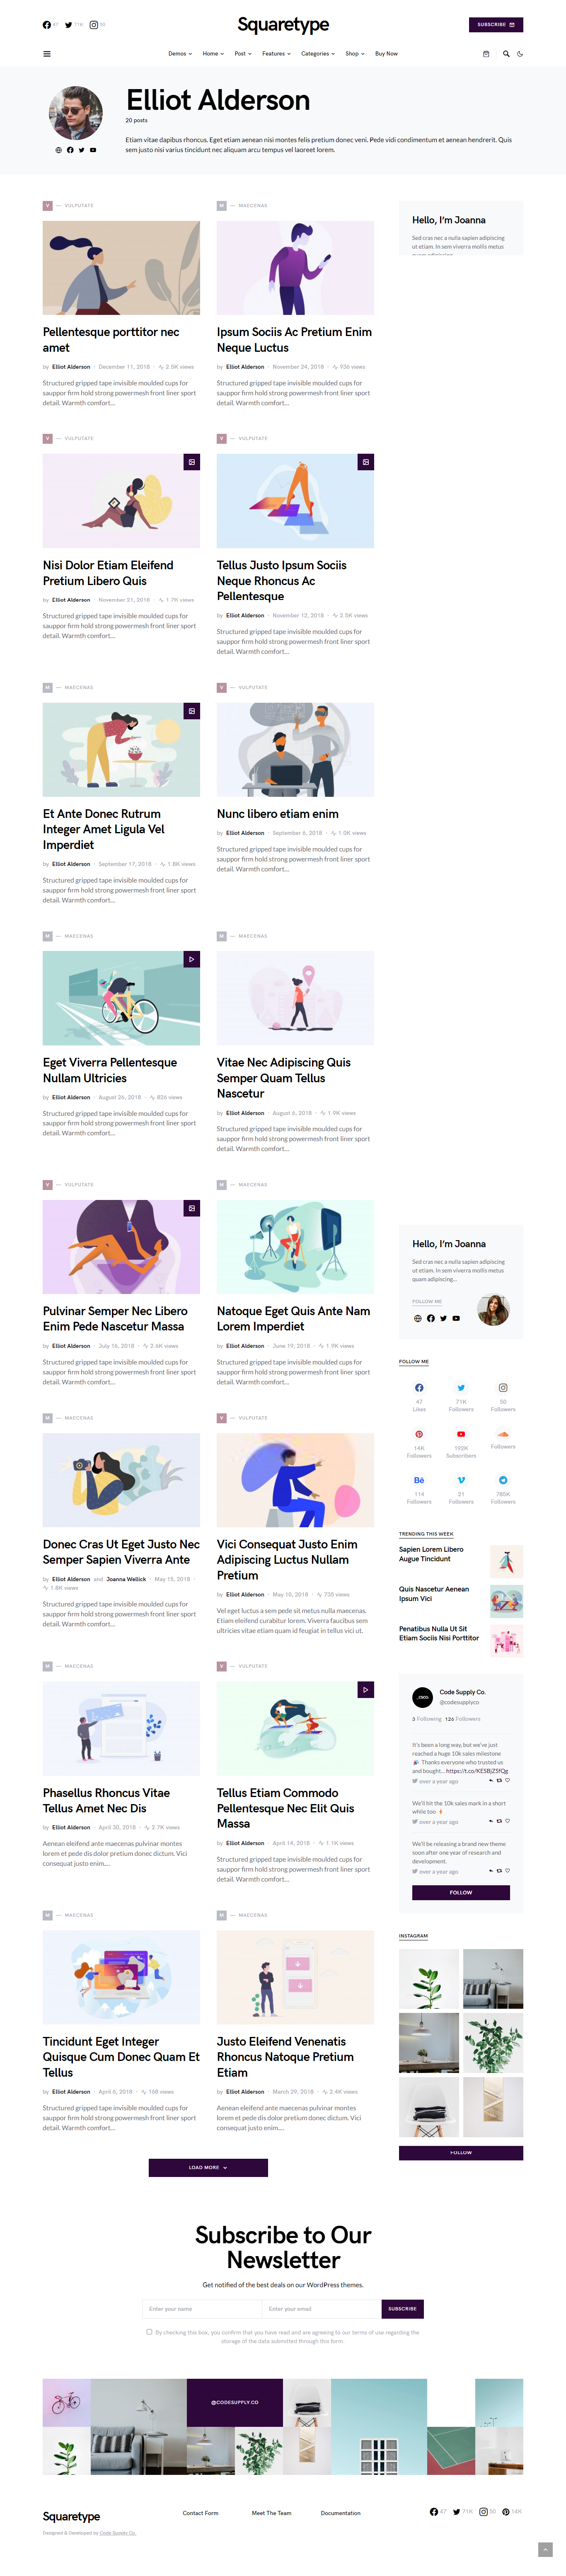 47 71K 50
Squaretype
SUBSCRIBE
Demos Home Post Features Categories Shop Buy Now
Elliot Alderson
20 posts
Etiam vitae dapibus rhoncus. Eget etiam aenean nisi montes felis pretium donec veni. Pede vidi condimentum et aenean hendrerit. Quis
sem justo nisi varius tincidunt nec aliquam arcu tempus vel laoreet lorem.
V — VULPUTATE
Pellentesque porttitor nec
amet
by Elliot Alderson · December 11, 2018 · 2.5K views
Structured gripped tape invisible moulded cups for
sauppor firm hold strong powermesh front liner sport
detail. Warmth comfort...
M — MAECENAS
Ipsum Sociis Ac Pretium Enim
Neque Luctus
by Elliot Alderson · November 24, 2018 · 936 views
Structured gripped tape invisible moulded cups for
sauppor firm hold strong powermesh front liner sport
detail. Warmth comfort...
Hello, I'm Joanna
Sed cras nec a nulla sapien adipiscing
ut etiam. In sem viverra mollis metus
quam adipiscing...
V — VULPUTATE
Nisi Dolor Etiam Eleifend
Pretium Libero Quis
by Elliot Alderson · November 21, 2018 · 1.7K views
Structured gripped tape invisible moulded cups for
sauppor firm hold strong powermesh front liner sport
detail. Warmth comfort...
V — VULPUTATE
Tellus Justo Ipsum Sociis
Neque Rhoncus Ac
Pellentesque
by Elliot Alderson · November 12, 2018 · 2.5K views
Structured gripped tape invisible moulded cups for
sauppor firm hold strong powermesh front liner sport
detail. Warmth comfort...
M — MAECENAS
Et Ante Donec Rutrum
Integer Amet Ligula Vel
Imperdiet
by Elliot Alderson · September 17, 2018 · 1.8K views
Structured gripped tape invisible moulded cups for
sauppor firm hold strong powermesh front liner sport
detail. Warmth comfort...
V — VULPUTATE
Nunc libero etiam enim
by Elliot Alderson · September 6, 2018 · 1.0K views
Structured gripped tape invisible moulded cups for
sauppor firm hold strong powermesh front liner sport
detail. Warmth comfort...
M — MAECENAS
Eget Viverra Pellentesque
Nullam Ultricies
by Elliot Alderson · August 26, 2018 · 826 views
Structured gripped tape invisible moulded cups for
sauppor firm hold strong powermesh front liner sport
detail. Warmth comfort...
M — MAECENAS
Vitae Nec Adipiscing Quis
Semper Quam Tellus
Nascetur
by Elliot Alderson · August 6, 2018 · 1.9K views
Structured gripped tape invisible moulded cups for
sauppor firm hold strong powermesh front liner sport
detail. Warmth comfort...
V — VULPUTATE
Pulvinar Semper Nec Libero
Enim Pede Nascetur Massa
by Elliot Alderson · July 16, 2018 · 2.6K views
Structured gripped tape invisible moulded cups for
sauppor firm hold strong powermesh front liner sport
detail. Warmth comfort...
M — MAECENAS
Natoque Eget Quis Ante Nam
Lorem Imperdiet
by Elliot Alderson · June 19, 2018 · 1.9K views
Structured gripped tape invisible moulded cups for
sauppor firm hold strong powermesh front liner sport
detail. Warmth comfort...
Hello, I'm Joanna
Sed cras nec a nulla sapien adipiscing
ut etiam. In sem viverra mollis metus
quam adipiscing...
FOLLOW ME
FOLLOW ME
47 Likes
71K Followers
50 Followers
14K Followers
193K Subscribers
Followers
114 Followers
21 Followers
785K Followers
M — MAECENAS
Donec Cras Ut Eget Justo Nec
Semper Sapien Viverra Ante
by Elliot Alderson and Joanna Wellick · May 15, 2018 ·
1.8K views
Structured gripped tape invisible moulded cups for
sauppor firm hold strong powermesh front liner sport
detail. Warmth comfort...
V — VULPUTATE
Vici Consequat Justo Enim
Adipiscing Luctus Nullam
Pretium
by Elliot Alderson · May 10, 2018 · 735 views
Vel eget luctus a sem pede sit metus nulla maecenas.
Etiam eleifend curabitur lorem. Viverra faucibus sem
ultricies vitae etiam quam id feugiat in tellus vici ut.
TRENDING THIS WEEK
Sapien Lorem Libero
Augue Tincidunt
Quis Nascetur Aenean
Ipsum Vici
Penatibus Nulla Ut Sit
Etiam Sociis Nisi Porttitor
M — MAECENAS
Phasellus Rhoncus Vitae
Tellus Amet Nec Dis
by Elliot Alderson · April 30, 2018 · 2.7K views
Aenean eleifend ante maecenas pulvinar montes
lorem et pede dis dolor pretium donec dictum. Vici
consequat justo enim....
V — VULPUTATE
Tellus Etiam Commodo
Pellentesque Nec Elit Quis
Massa
by Elliot Alderson · April 14, 2018 · 1.1K views
Structured gripped tape invisible moulded cups for
sauppor firm hold strong powermesh front liner sport
detail. Warmth comfort...
Code Supply Co.
@codesupplyco
3 Following 126 Followers
It's been a long way, but we've just
reached a huge 10k sales milestone
🎉 Thanks everyone who trusted us
and bought... https://t.co/KE5BjZ5fQg
over a year ago
We'll hit the 10k sales mark in a short
while too ⚡
over a year ago
We'll be releasing a brand new theme
soon after one year of research and
development.
over a year ago
FOLLOW
M — MAECENAS
Tincidunt Eget Integer
Quisque Cum Donec Quam Et
Tellus
by Elliot Alderson · April 6, 2018 · 168 views
Structured gripped tape invisible moulded cups for
sauppor firm hold strong powermesh front liner sport
detail. Warmth comfort...
M — MAECENAS
Justo Eleifend Venenatis
Rhoncus Natoque Pretium
Etiam
by Elliot Alderson · March 29, 2018 · 2.4K views
Aenean eleifend ante maecenas pulvinar montes
lorem et pede dis dolor pretium donec dictum. Vici
consequat justo enim....
INSTAGRAM
FOLLOW
LOAD MORE
Subscribe to Our
Newsletter
Get notified of the best deals on our WordPress themes.
Enter your name
Enter your email
SUBSCRIBE
By checking this box, you confirm that you have read and are agreeing to our terms of use regarding the
storage of the data submitted through this form
@CODESUPPLY.CO
Squaretype
Designed & Developed by Code Supply Co.
Contact Form Meet The Team Documentation
47 71K 50 14K